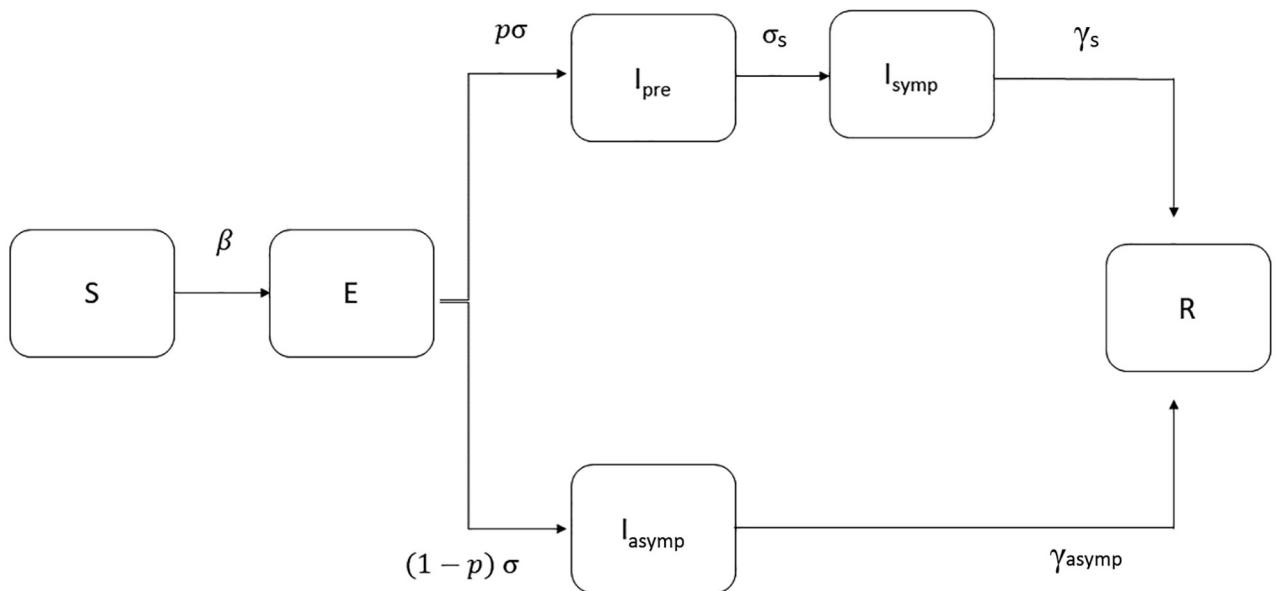 pσ
σs
γs
Ipre
Isymp
β
S
E
R
Iasymp
(1 − p) σ
γasymp